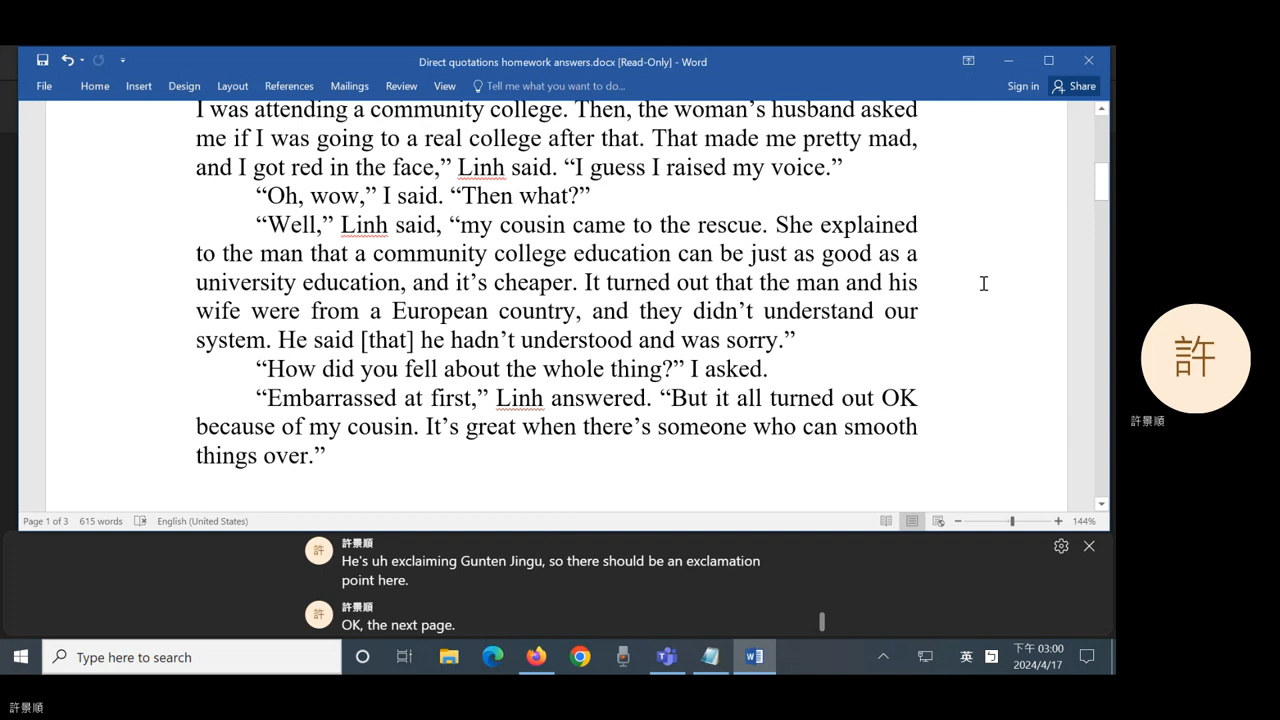 Direct quotations homework answers.docx [Read-Only] - Word
File Home Insert Design Layout References Mailings Review View Tell me what you want to do... Sign in Share
I was attending a community college. Then, the woman’s husband asked
me if I was going to a real college after that. That made me pretty mad,
and I got red in the face,” Linh said. “I guess I raised my voice.”
“Oh, wow,” I said. “Then what?”
“Well,” Linh said, “my cousin came to the rescue. She explained
to the man that a community college education can be just as good as a
university education, and it’s cheaper. It turned out that the man and his
wife were from a European country, and they didn’t understand our
system. He said [that] he hadn’t understood and was sorry.”
“How did you fell about the whole thing?” I asked.
“Embarrassed at first,” Linh answered. “But it all turned out OK
because of my cousin. It’s great when there’s someone who can smooth
things over.”
Page 1 of 3 615 words English (United States) 144%
許
許景順
許 許景順
He's uh exclaiming Gunten Jingu, so there should be an exclamation
point here.
許 許景順
OK, the next page.
Type here to search
英
下午 03:00
2024/4/17
許景順